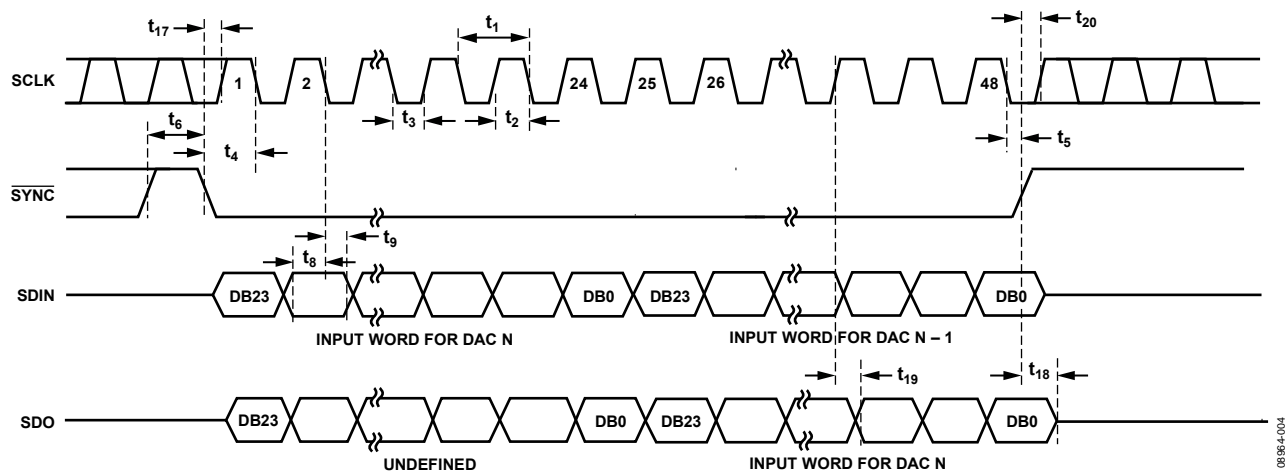 t17
t1
t20
SCLK
1
2
24
25
26
48
t6
t4
t3
t2
t5
SYNC
t9
t8
SDIN
DB23
DB0
DB23
DB0
INPUT WORD FOR DAC N
INPUT WORD FOR DAC N – 1
t19
t18
SDO
DB23
DB0
DB23
DB0
UNDEFINED
INPUT WORD FOR DAC N
08964-004